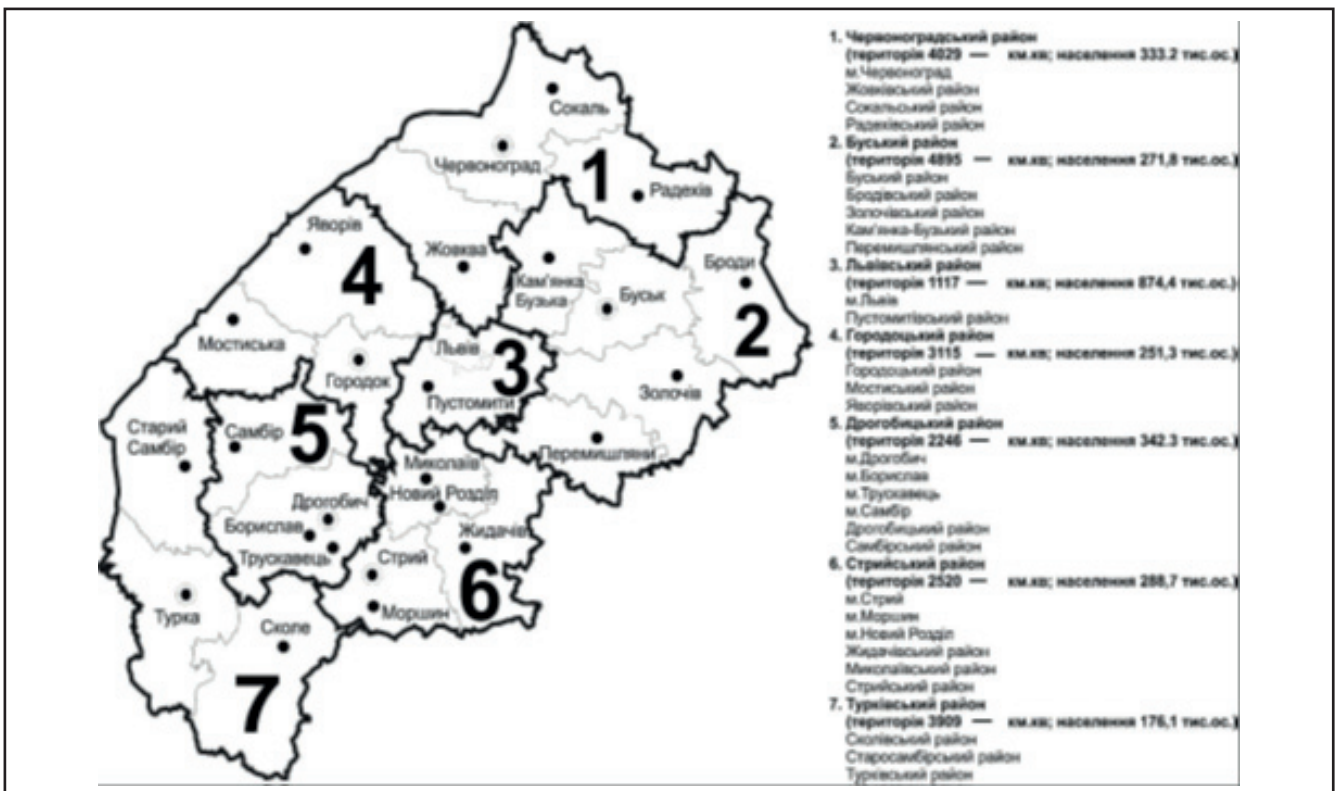 Сокаль
Червоноград
1
Радехів
Яворів
4
Жовква
Кам'янка
Бузька
Буськ
Броди
2
Мостиська
Городок
Львів
3
Пустомити
Золочів
Старий
Самбір
Самбір
5
Перемишляни
Миколаїв
Новий Розділ
Дрогобич
Борислав
Трускавець
Жидачів
Стрий
6
Моршин
Турка
Сколе
7
1. Червоноградський район
(територія 4029 — км.кв; населення 333.2 тис.ос.)
м.Червоноград
Жовківський район
Сокальський район
Радехівський район
2. Буський район
(територія 4895 — км.кв; населення 271,8 тис.ос.)
Буський район
Бродівський район
Золочівський район
Кам'янка-Бузький район
Перемишлянський район
3. Львівський район
(територія 1117 — км.кв; населення 874,4 тис.ос.)
м.Львів
Пустомитівський район
4. Городоцький район
(територія 3115 — км.кв; населення 251,3 тис.ос.)
Городоцький район
Мостиський район
Яворівський район
5. Дрогобицький район
(територія 2246 — км.кв; населення 342.3 тис.ос.)
м.Дрогобич
м.Борислав
м.Трускавець
м.Самбір
Дрогобицький район
Самбірський район
6. Стрийський район
(територія 2520 — км.кв; населення 288,7 тис.ос.)
м.Стрий
м.Моршин
м.Новий Розділ
Жидачівський район
Миколаївський район
Стрийський район
7. Турківський район
(територія 3909 — км.кв; населення 176,1 тис.ос.)
Сколівський район
Старосамбірський район
Турківський район